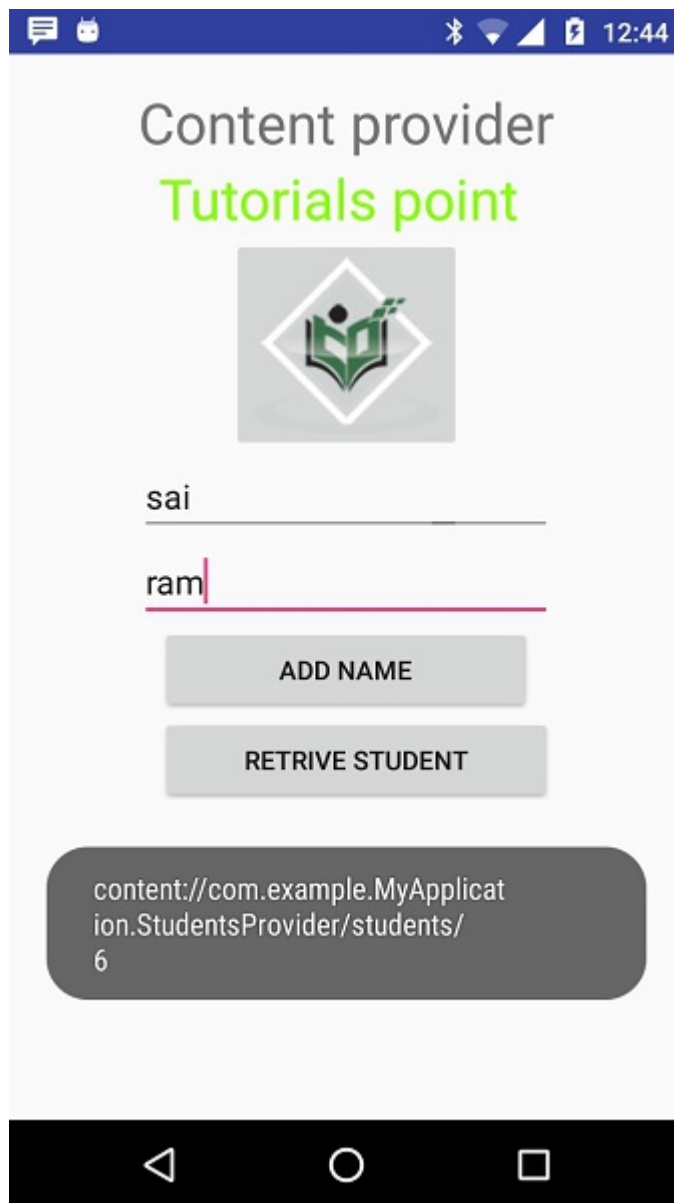 12:44
Content provider
Tutorials point
sai
ram
ADD NAME
RETRIVE STUDENT
content://com.example.MyApplicat
ion.StudentsProvider/students/
6